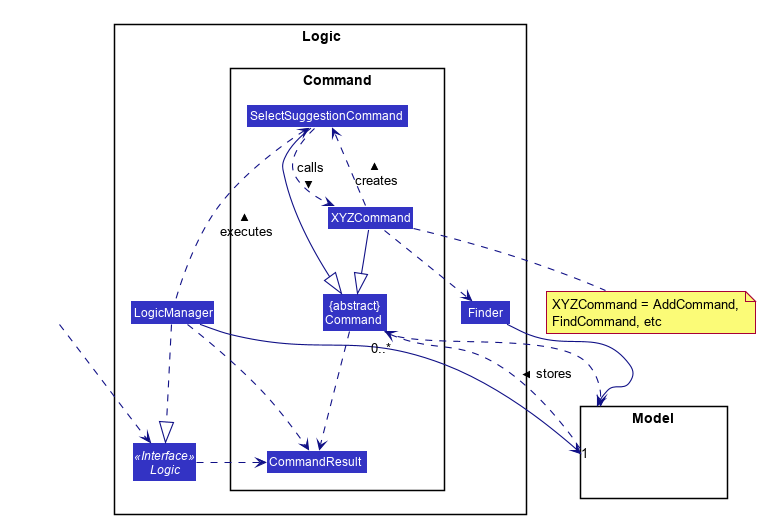 Logic
Command
SelectSuggestionCommand
calls
▼
▲
creates
XYZCommand
▲
executes
LogicManager
{abstract}
Command
Finder
XYZCommand = AddCommand,
FindCommand, etc
0..*
◄ stores
Model
«Interface»
Logic
CommandResult
1